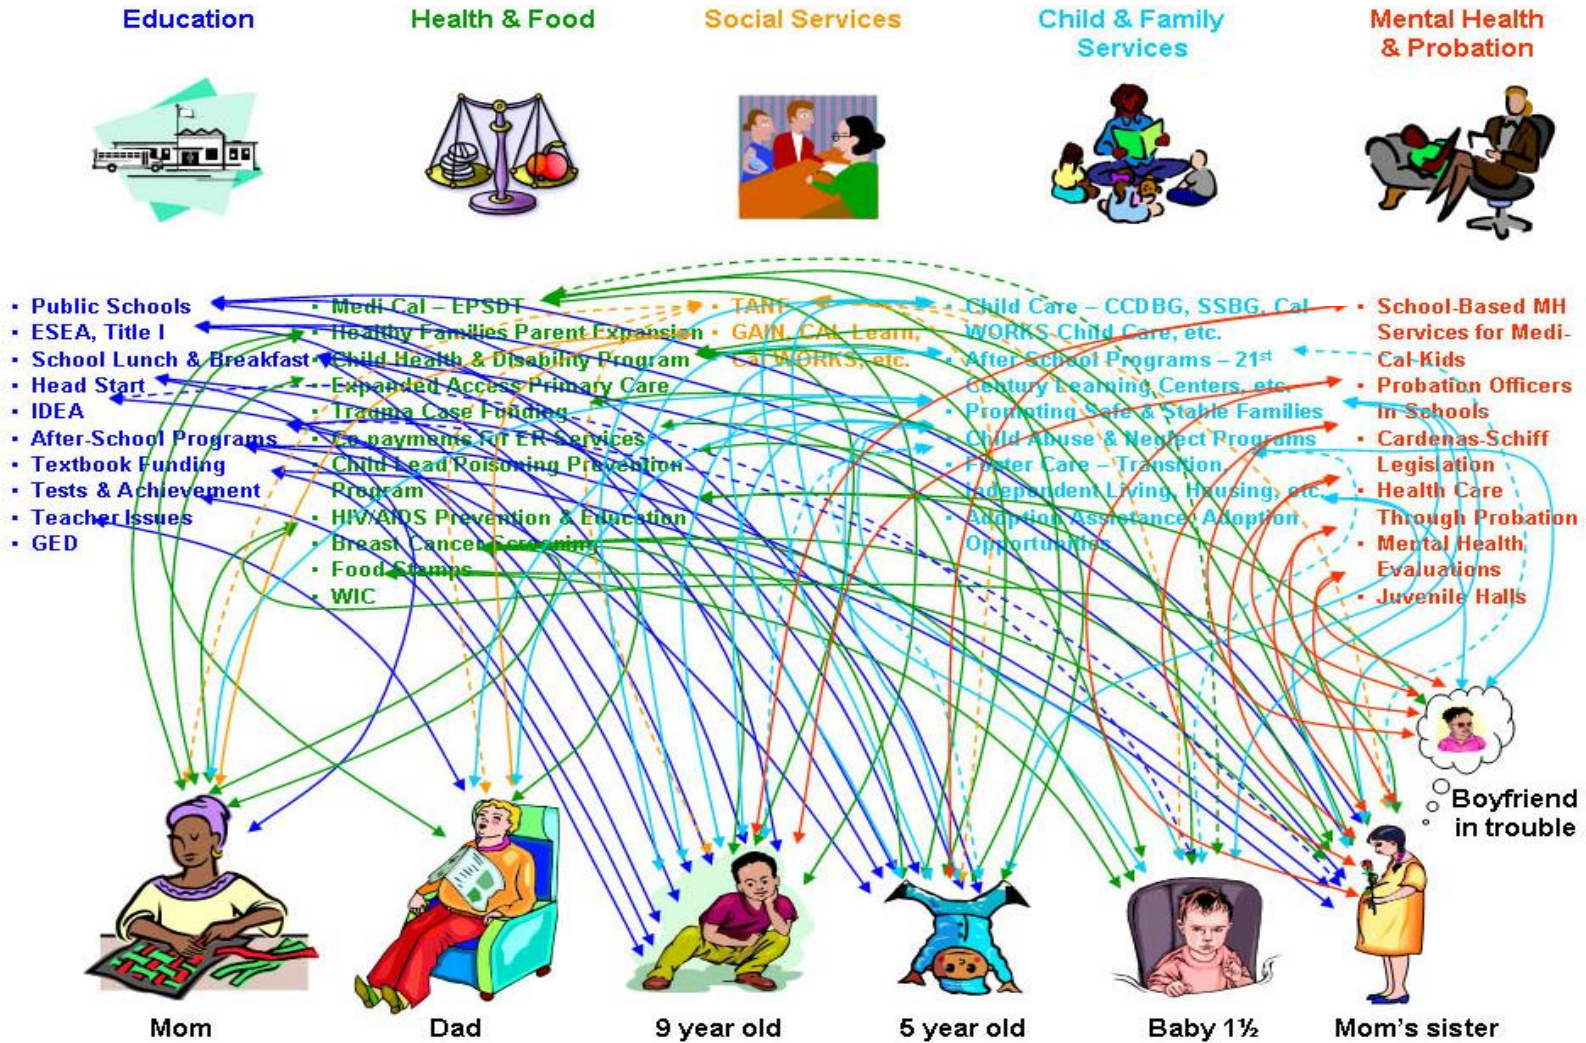 Education
Health & Food
Social Services
Child & Family
Services
Mental Health
& Probation
▪ Public Schools
▪ ESEA, Title I
▪ School Lunch & Breakfast
▪ Head Start
▪ IDEA
▪ After-School Programs
▪ Textbook Funding
▪ Tests & Achievement
▪ Teacher Issues
▪ GED
▪ Medi-Cal – EPSDT
▪ Healthy Families Parent Expansion
▪ Child Health & Disability Program
▪ Expanded Access Primary Care
▪ Trauma Case Funding
▪ Co-payments for ER Services
▪ Child Lead Poisoning Prevention
Program
▪ HIV/AIDS Prevention & Education
▪ Breast Cancer Screening
▪ Food Stamps
▪ WIC
▪ TANF
▪ GAIN, CAL Learn,
Cal WORKS, etc.
▪ Child Care – CCDBG, SSBG, Cal
WORKS Child Care, etc.
▪ After School Programs – 21st
Century Learning Centers, etc.
▪ Promoting Safe & Stable Families
▪ Child Abuse & Neglect Programs
▪ Foster Care – Transition,
Independent Living, Housing, etc.
▪ Adoption Assistance, Adoption
Opportunities
▪ School-Based MH
Services for Medi-
Cal Kids
▪ Probation Officers
in Schools
▪ Cardenas-Schiff
Legislation
▪ Health Care
Through Probation
▪ Mental Health
Evaluations
▪ Juvenile Halls
Boyfriend
in trouble
Mom
Dad
9 year old
5 year old
Baby 1½
Mom's sister